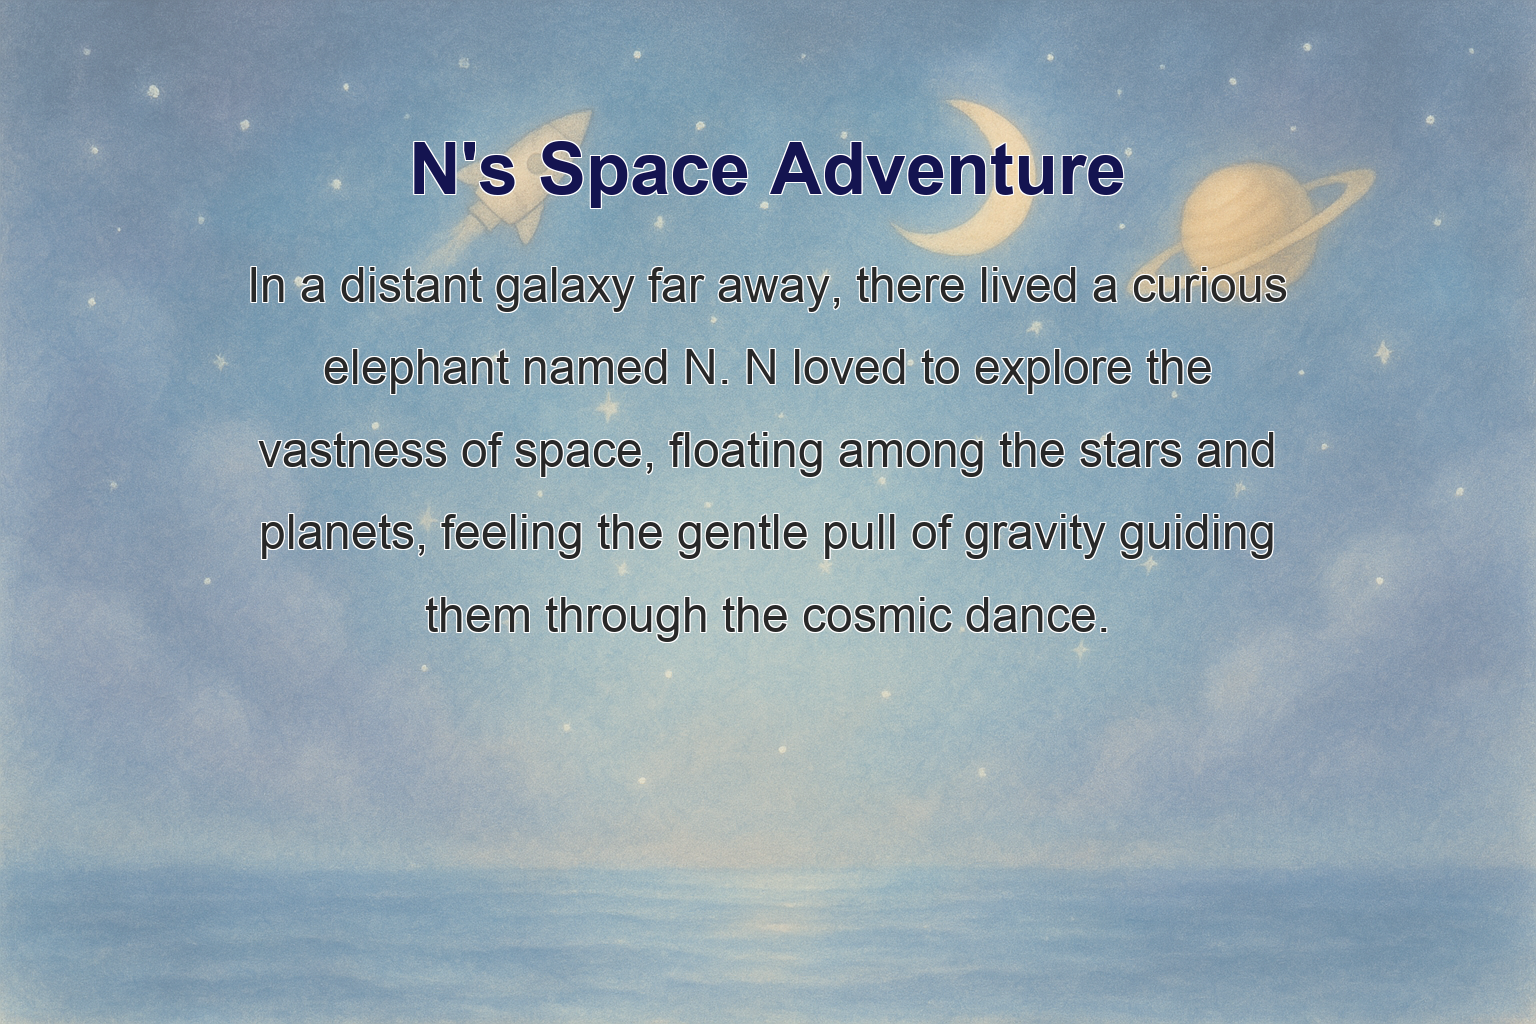 N's Space Adventure
In a distant galaxy far away, there lived a curious
elephant named N. N loved to explore the
vastness of space, floating among the stars and
planets, feeling the gentle pull of gravity guiding
them through the cosmic dance.